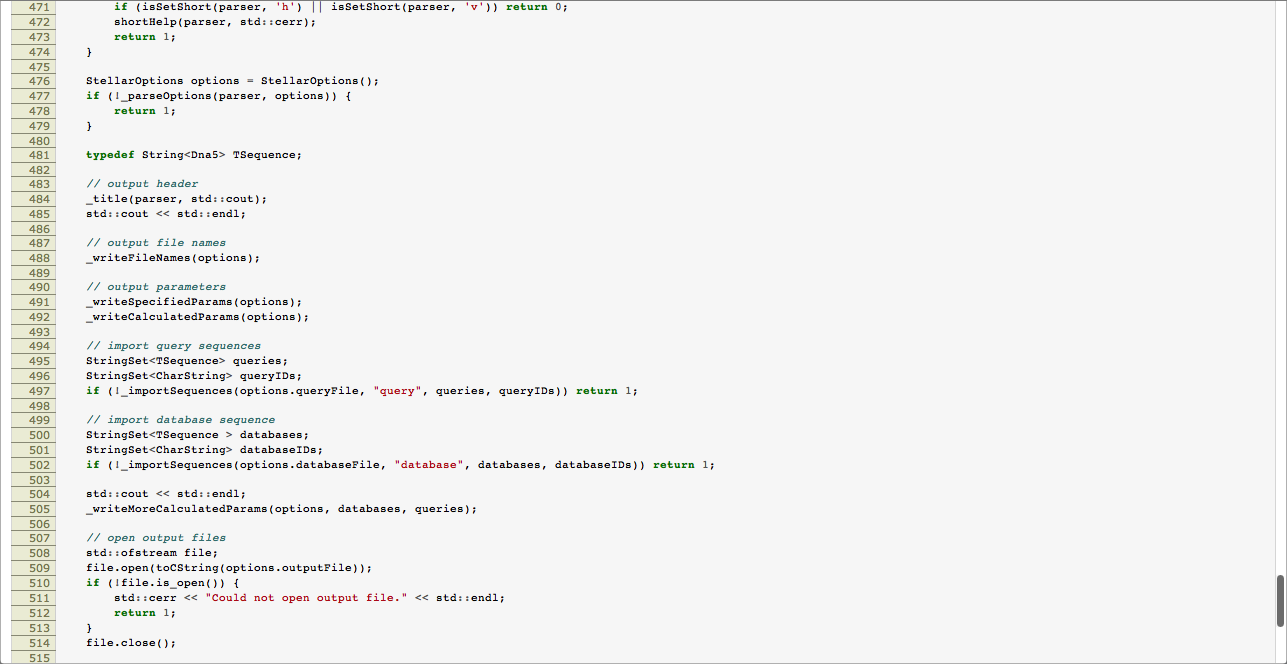 471 if (isSetShort(parser, 'h') || isSetShort(parser, 'v')) return 0;
472 shortHelp(parser, std::cerr);
473 return 1;
474 }
475
476 StellarOptions options = StellarOptions();
477 if (!_parseOptions(parser, options)) {
478 return 1;
479 }
480
481 typedef String<Dna5> TSequence;
482
483 // output header
484 _title(parser, std::cout);
485 std::cout << std::endl;
486
487 // output file names
488 _writeFileNames(options);
489
490 // output parameters
491 _writeSpecifiedParams(options);
492 _writeCalculatedParams(options);
493
494 // import query sequences
495 StringSet<TSequence> queries;
496 StringSet<CharString> queryIDs;
497 if (!_importSequences(options.queryFile, "query", queries, queryIDs)) return 1;
498
499 // import database sequence
500 StringSet<TSequence > databases;
501 StringSet<CharString> databaseIDs;
502 if (!_importSequences(options.databaseFile, "database", databases, databaseIDs)) return 1;
503
504 std::cout << std::endl;
505 _writeMoreCalculatedParams(options, databases, queries);
506
507 // open output files
508 std::ofstream file;
509 file.open(toCString(options.outputFile));
510 if (!file.is_open()) {
511 std::cerr << "Could not open output file." << std::endl;
512 return 1;
513 }
514 file.close();
515